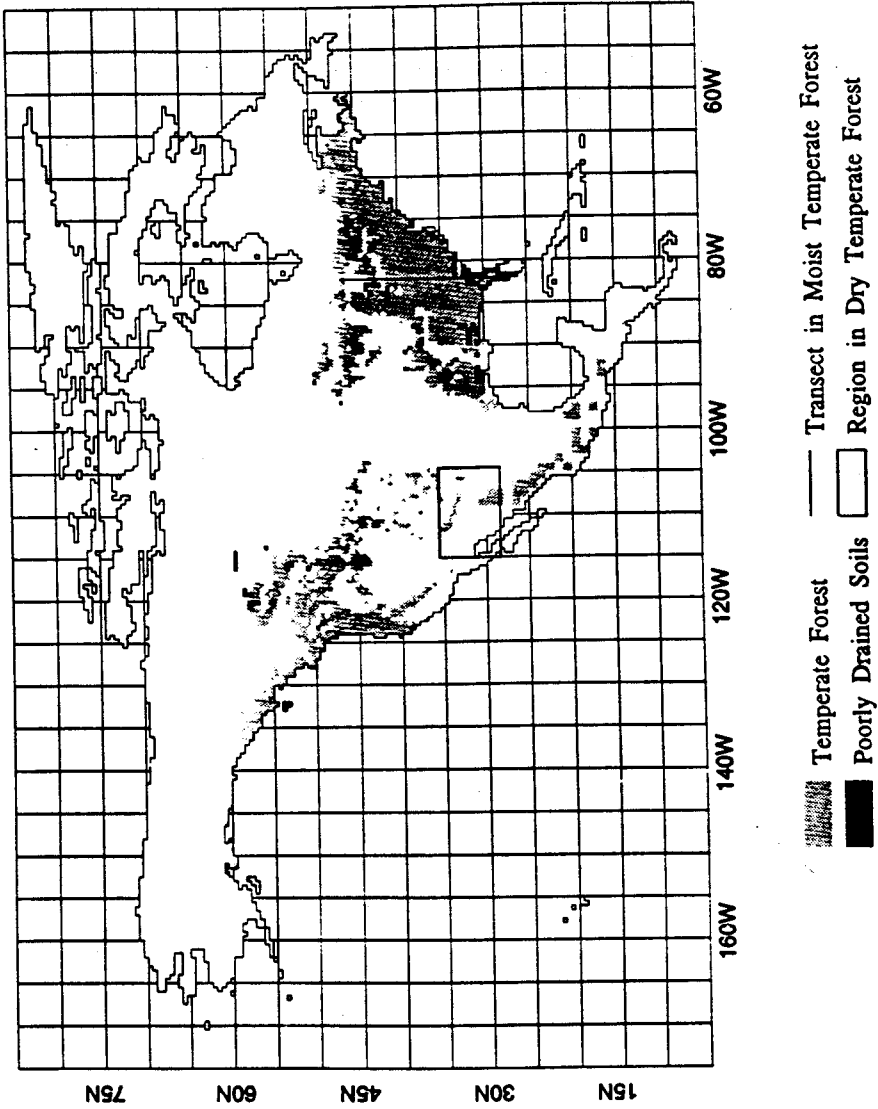 75N
60N
45N
30N
15N
160W
140W
120W
100W
80W
60W
Temperate Forest
Poorly Drained Soils
Transect in Moist Temperate Forest
Region in Dry Temperate Forest